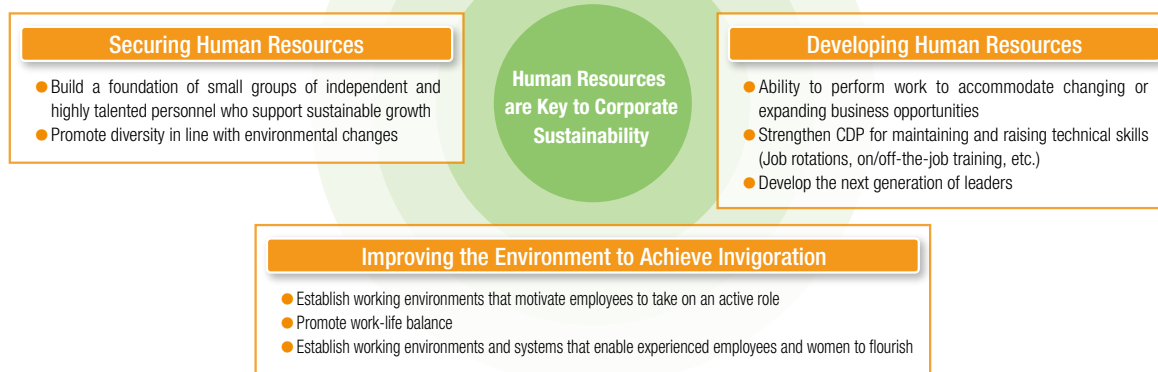 Securing Human Resources
● Build a foundation of small groups of independent and
highly talented personnel who support sustainable growth
● Promote diversity in line with environmental changes
Human Resources
are Key to Corporate
Sustainability
Developing Human Resources
● Ability to perform work to accommodate changing or
expanding business opportunities
● Strengthen CDP for maintaining and raising technical skills
(Job rotations, on/off-the-job training, etc.)
● Develop the next generation of leaders
Improving the Environment to Achieve Invigoration
● Establish working environments that motivate employees to take on an active role
● Promote work-life balance
● Establish working environments and systems that enable experienced employees and women to flourish